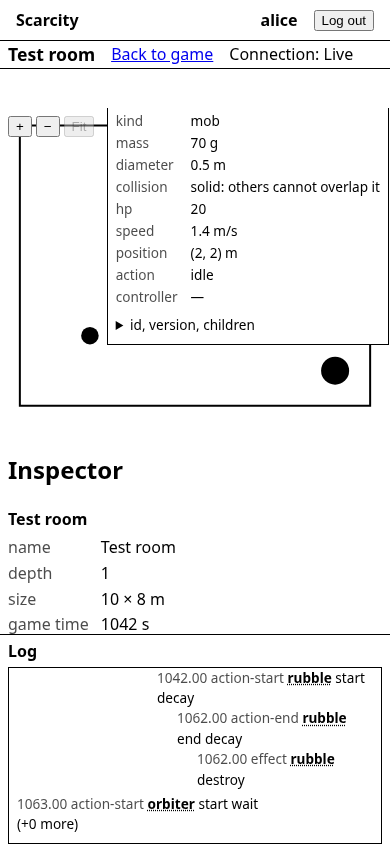 Scarcity alice Log out
Test room Back to game Connection: Live
+ − Fit
kind mob
mass 70 g
diameter 0.5 m
collision solid: others cannot overlap it
hp 20
speed 1.4 m/s
position (2, 2) m
action idle
controller —
▶ id, version, children
Inspector
Test room
name Test room
depth 1
size 10 × 8 m
game time 1042 s
Log
1042.00 action-start rubble start
decay
1062.00 action-end rubble
end decay
1062.00 effect rubble
destroy
1063.00 action-start orbiter start wait
(+0 more)